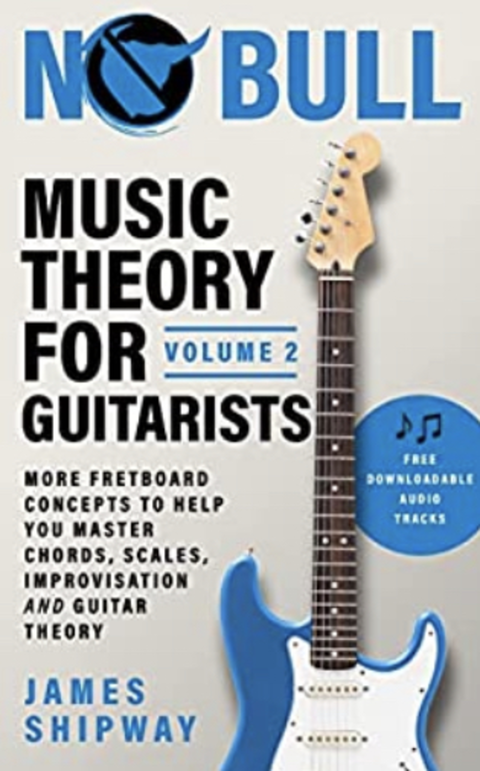 NO BULL
MUSIC
THEORY
FOR
VOLUME 2
GUITARISTS
MORE FRETBOARD
CONCEPTS TO HELP
YOU MASTER
CHORDS, SCALES,
IMPROVISATION
AND GUITAR
THEORY
FREE
DOWNLOADABLE
AUDIO
TRACKS
JAMES
SHIPWAY